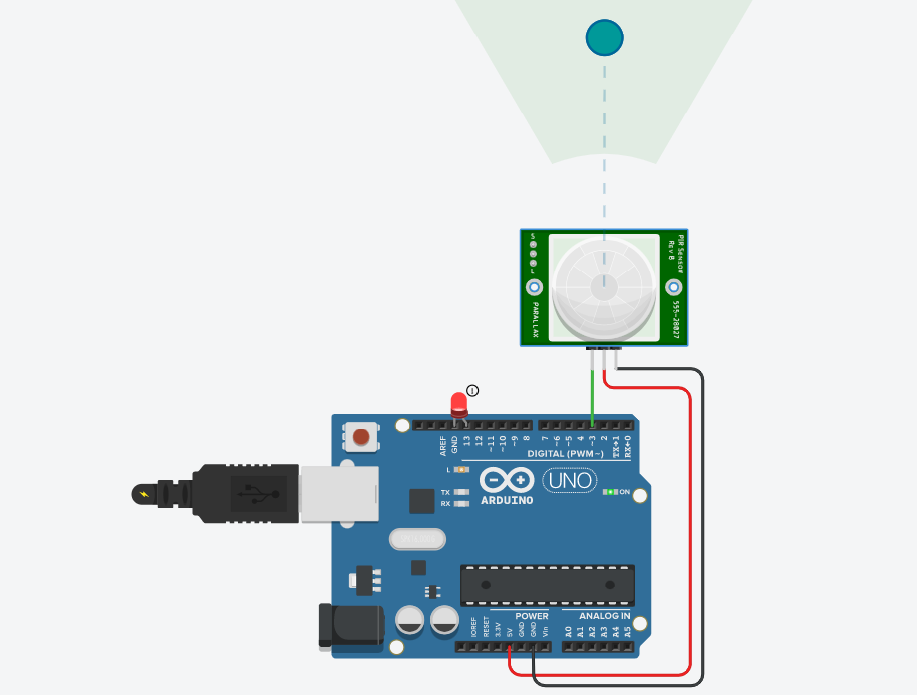 S
L
PARALLAX
PIR Sensor
Rev B
555-28027
AREF
GND
13
12
~11
~10
~9
8
7
~6
~5
4
~3
2
TX→1
RX←0
DIGITAL (PWM~)
L
TX
RX
ARDUINO
UNO
ON
POWER
ANALOG IN
IOREF
RESET
3.3V
5V
GND
GND
Vin
A0
A1
A2
A3
A4
A5